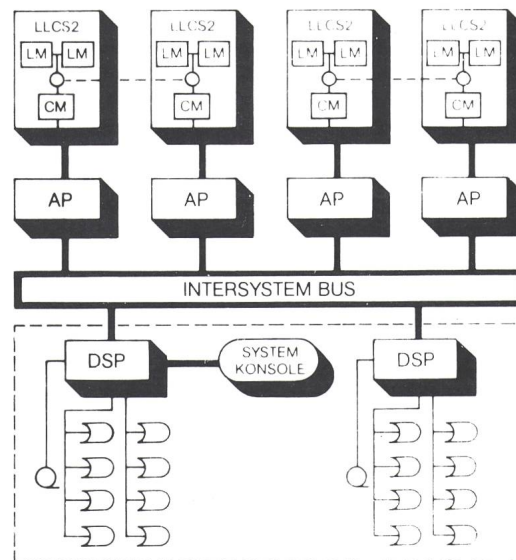 LLCS2 LLCS2 LLCS2 LLCS2
LM LM LM LM LM LM LM LM
CM CM CM CM
AP AP AP AP
INTERSYSTEM BUS
DSP SYSTEM KONSOLE DSP